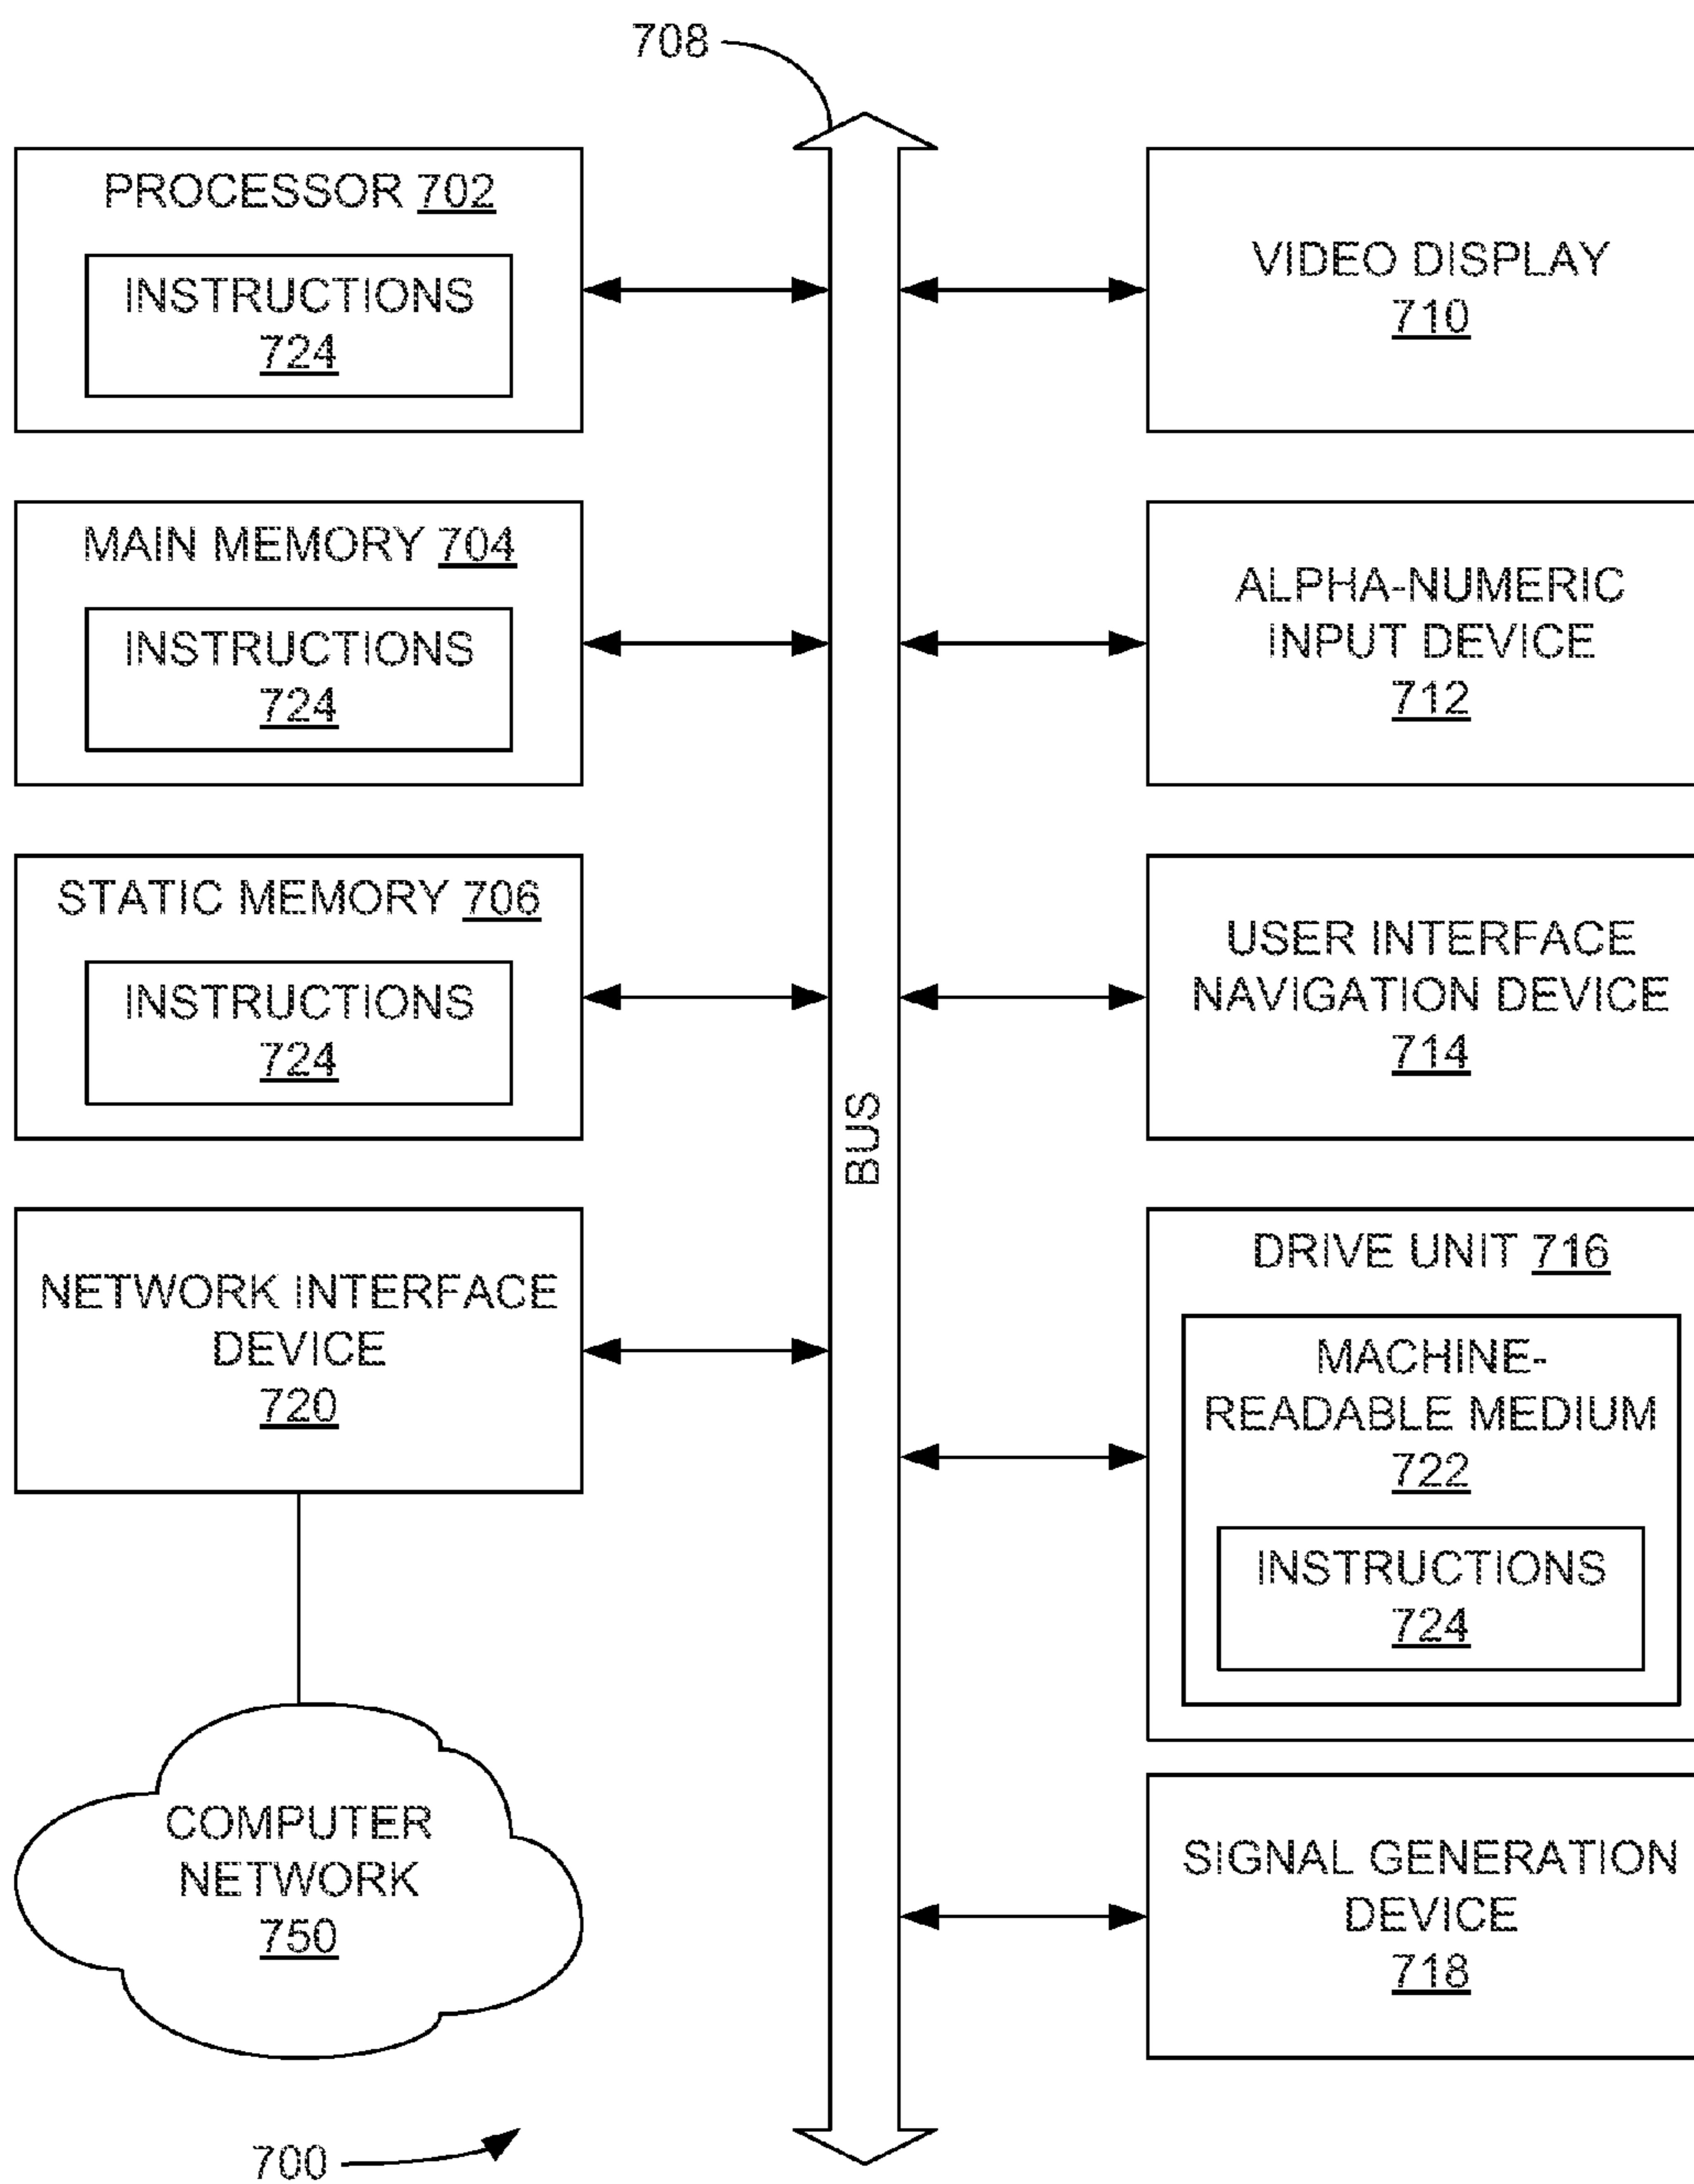 708
PROCESSOR 702
INSTRUCTIONS
724
MAIN MEMORY 704
INSTRUCTIONS
724
STATIC MEMORY 706
INSTRUCTIONS
724
NETWORK INTERFACE
DEVICE
720
COMPUTER
NETWORK
750
700
BUS
VIDEO DISPLAY
710
ALPHA-NUMERIC
INPUT DEVICE
712
USER INTERFACE
NAVIGATION DEVICE
714
DRIVE UNIT 716
MACHINE-
READABLE MEDIUM
722
INSTRUCTIONS
724
SIGNAL GENERATION
DEVICE
718